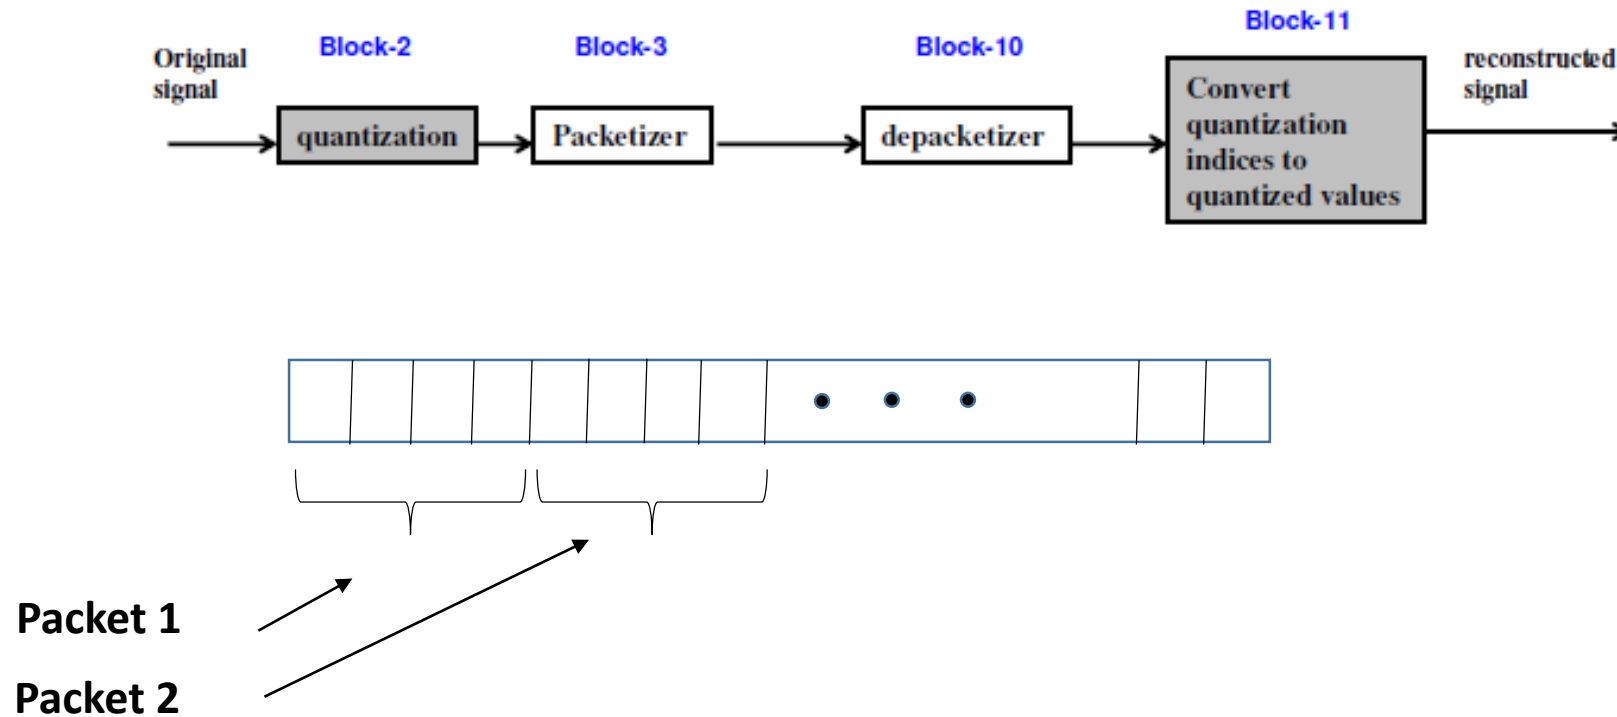 Block-2
Block-3
Block-10
Block-11
Original
signal
quantization
Packetizer
depacketizer
Convert
quantization
indices to
quantized values
reconstructed
signal
Packet 1
Packet 2